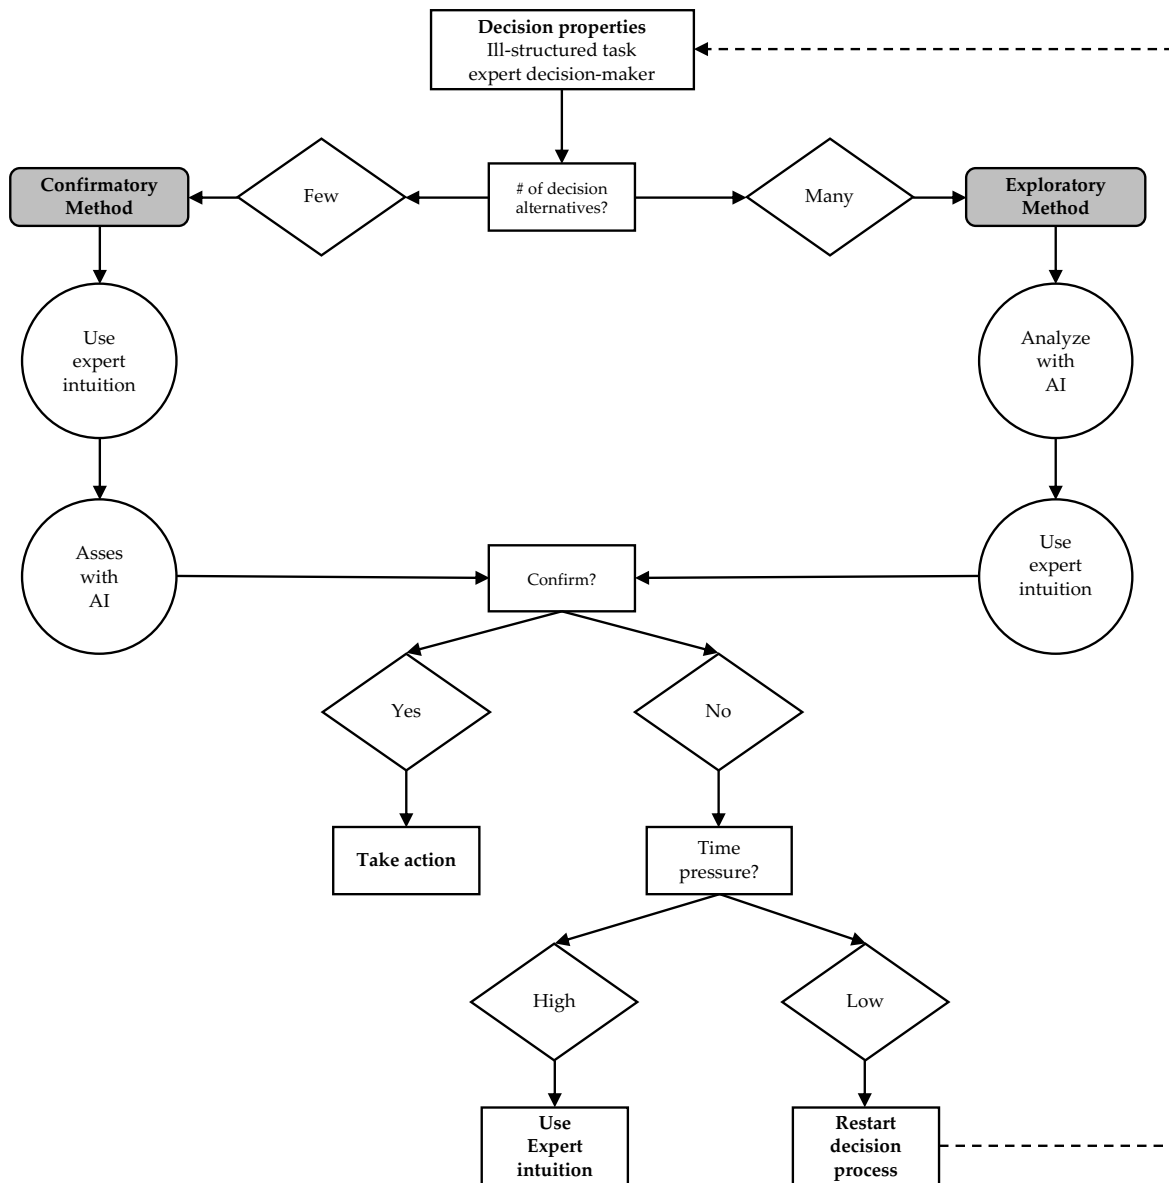 Decision properties
Ill-structured task
expert decision-maker
Confirmatory
Method
Few
# of decision
alternatives?
Many
Exploratory
Method
Use
expert
intuition
Analyze
with
AI
Asses
with
AI
Confirm?
Use
expert
intuition
Yes
No
Take action
Time
pressure?
High
Low
Use
Expert
intuition
Restart
decision
process